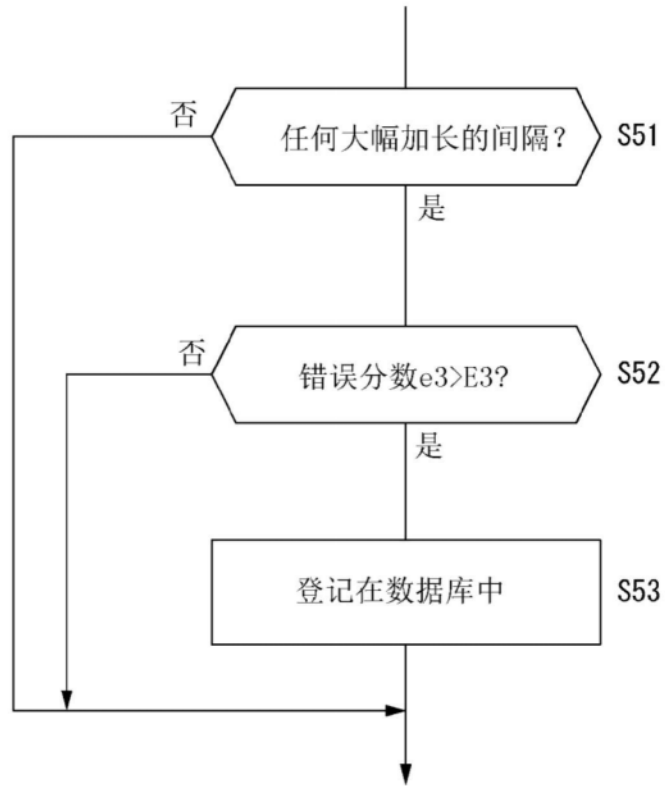 否
任何大幅加长的间隔?
S51
是
否
错误分数e3>E3?
S52
是
登记在数据库中
S53